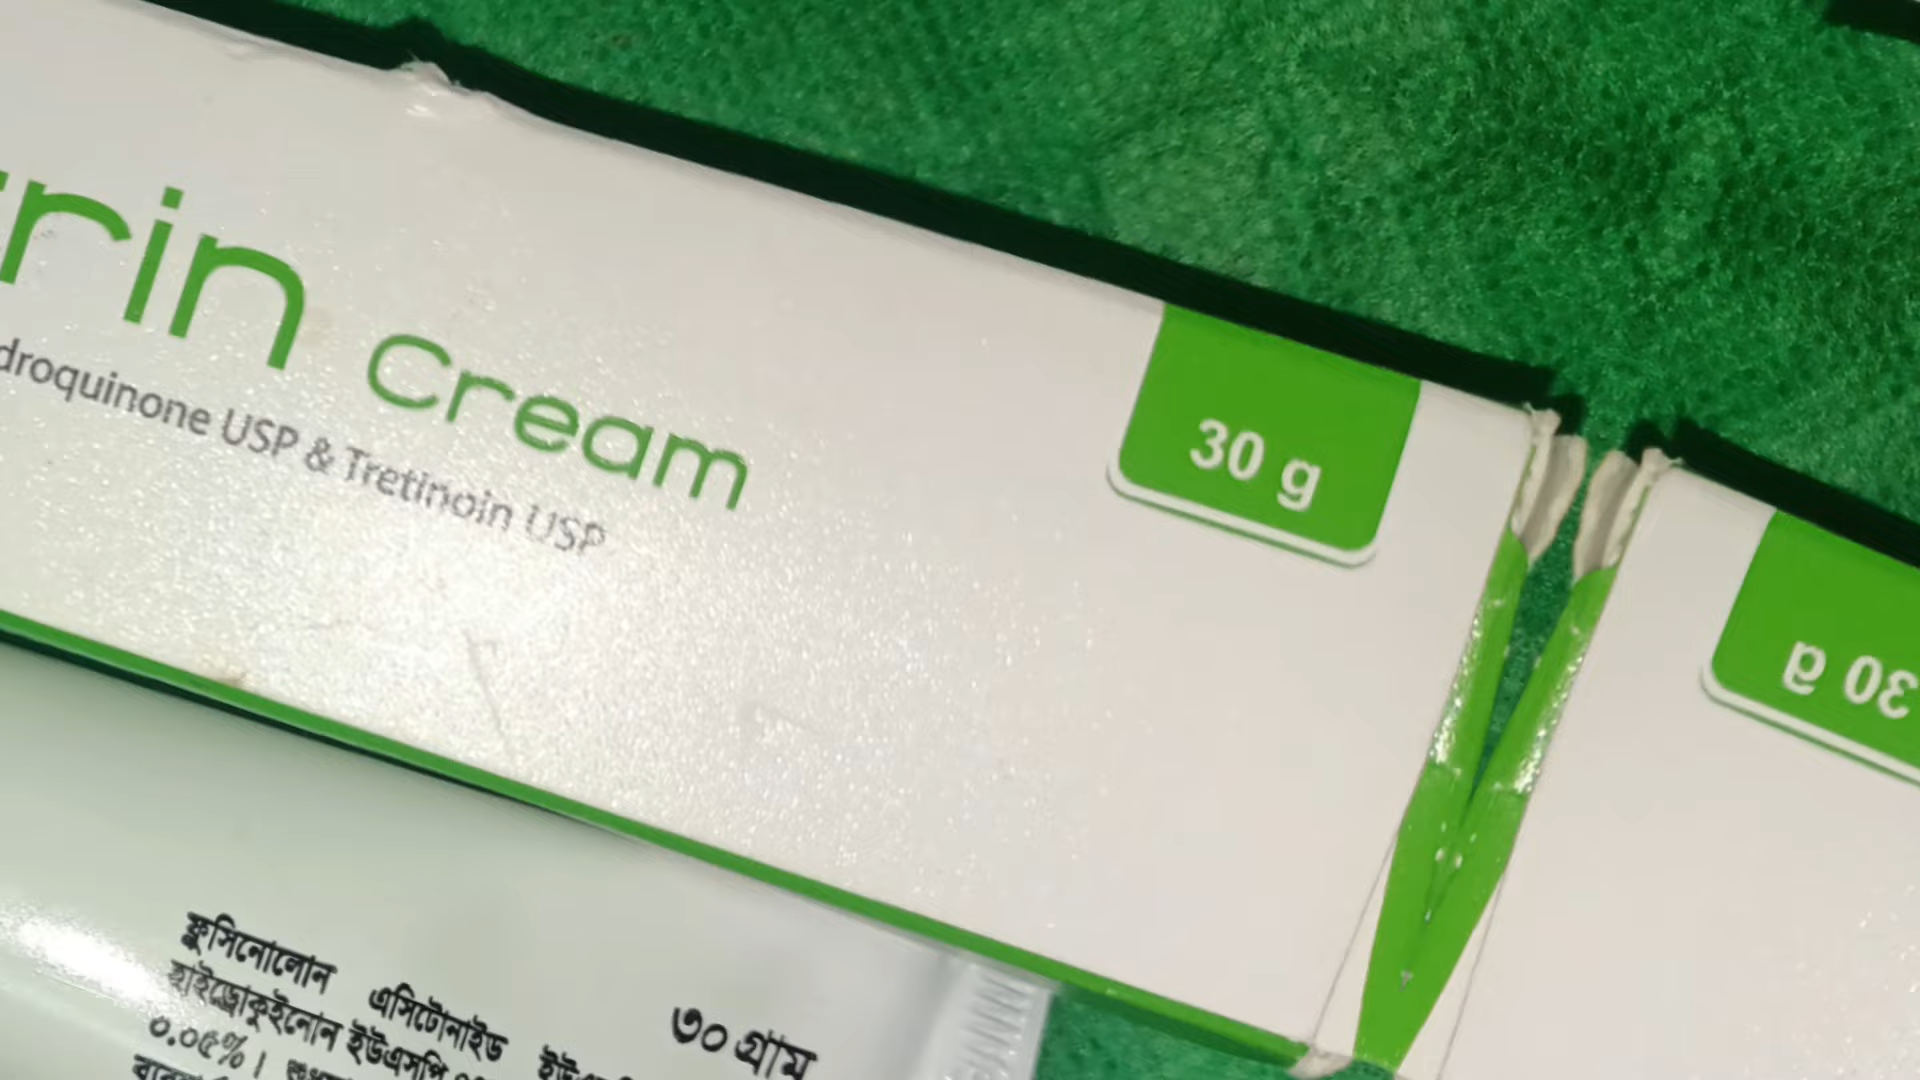 rin cream
droquinone USP & Tretinoin USP
30 g
30 g
ফ্লুসিনোলোন এসিটোনাইড
হাইড্রোকুইনোন ইউএসপি
০.০৫%।
৩০ গ্রাম